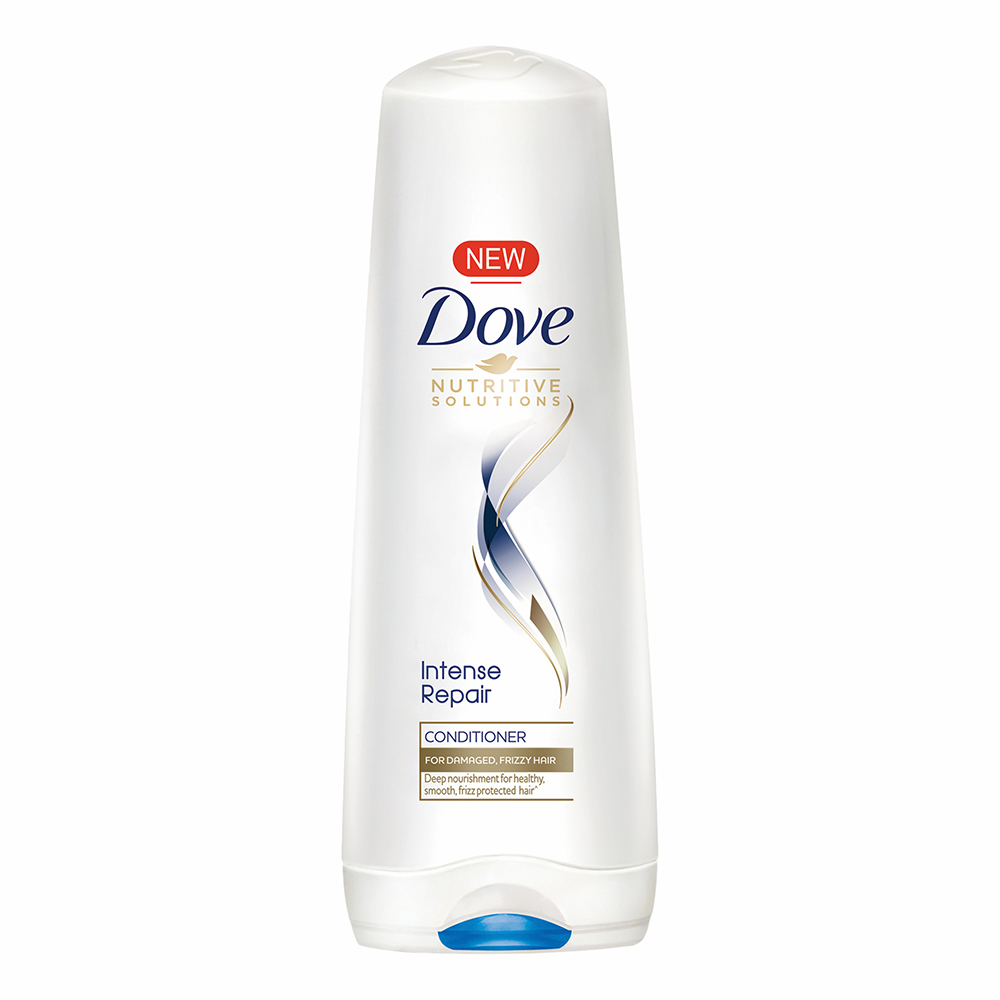 NEW
Dove
NUTRITIVE
SOLUTIONS
Intense
Repair
CONDITIONER
FOR DAMAGED, FRIZZY HAIR
Deep nourishment for healthy,
smooth, frizz protected hair^